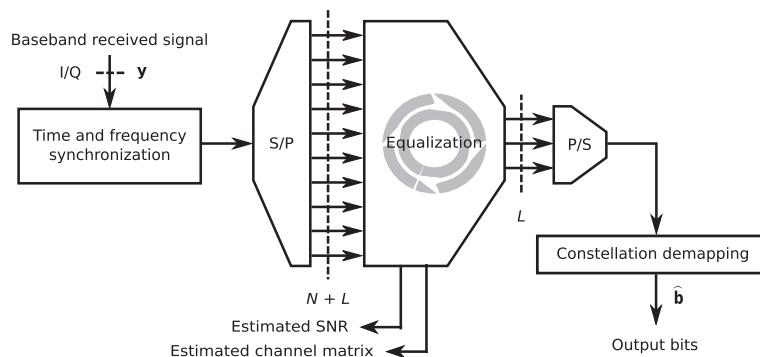 Baseband received signal
I/Q
y
Time and frequency
synchronization
S/P
Equalization
P/S
L
N + L
Constellation demapping
b̂
Estimated SNR
Output bits
Estimated channel matrix